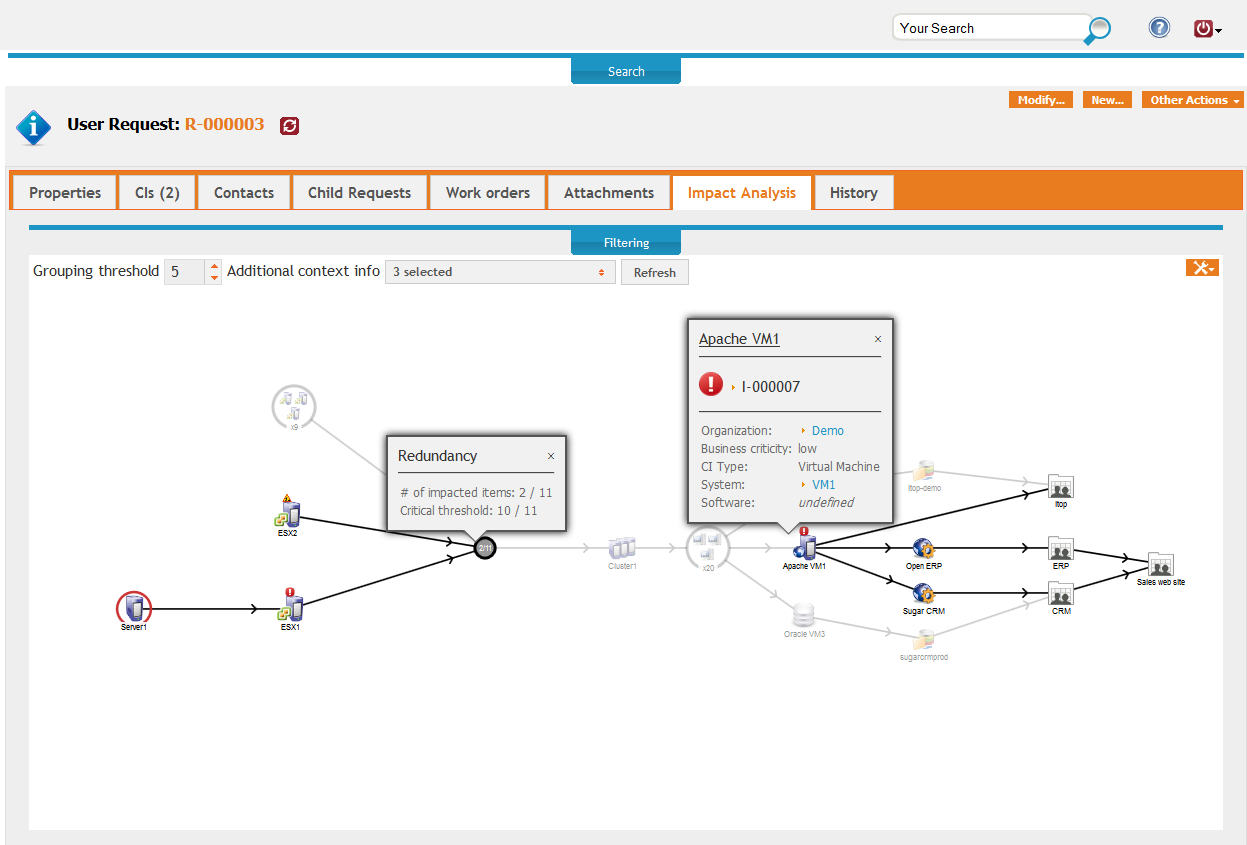 Your Search
Search
Modify... New... Other Actions
User Request: R-000003
Properties CIs (2) Contacts Child Requests Work orders Attachments Impact Analysis History
Filtering
Grouping threshold 5 Additional context info 3 selected Refresh
Apache VM1 ×
I-000007
Organization: Demo
Business criticity: low
CI Type: Virtual Machine
System: VM1
Software: undefined
x9
Redundancy ×
# of impacted items: 2 / 11
Critical threshold: 10 / 11
itop-demo
Itop
ESX2
2/11
Cluster1
x20
Apache VM1
Open ERP
ERP
Sales web site
Server1
ESX1
Sugar CRM
CRM
Oracle VM3
sugarcrmprod